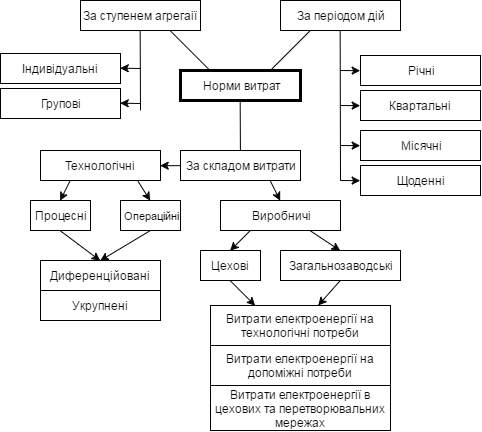 За ступенем агрегаії
За періодом дій
Індивідуальні
Групові
Норми витрат
Річні
Квартальні
Місячні
Щоденні
Технологічні
За складом витрати
Процесні
Операційні
Виробничі
Диференційовані
Укрупнені
Цехові
Загальнозаводські
Витрати електроенергії на
технологічні потреби
Витрати електроенергії на
допоміжні потреби
Витрати електроенергії в
цехових та перетворювальних
мережах